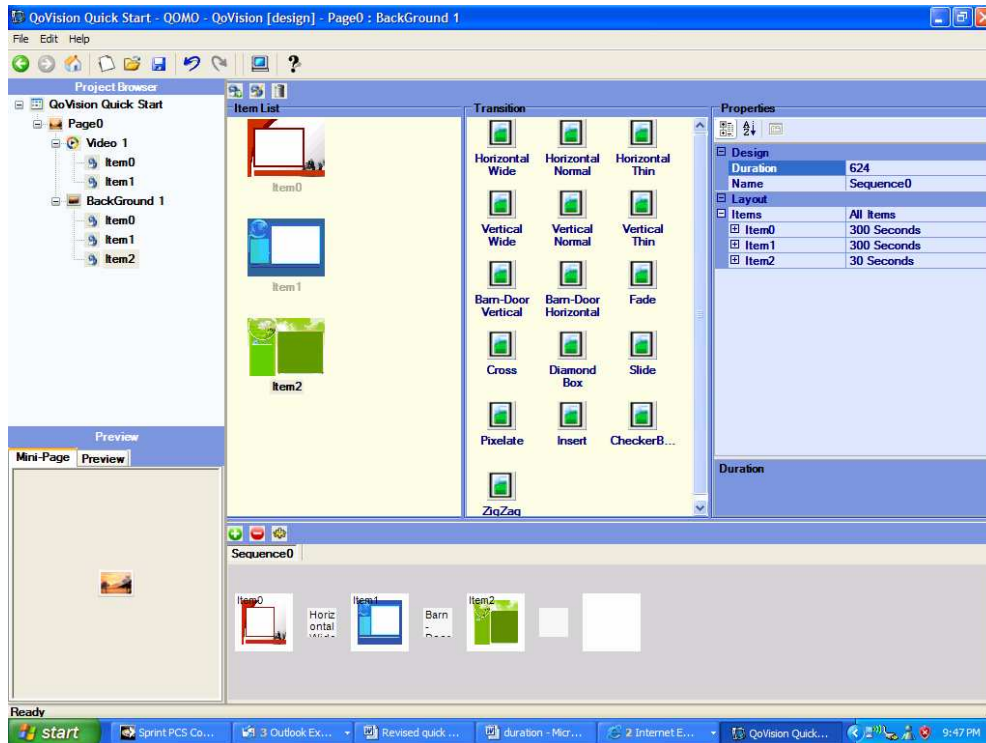 QoVision Quick Start - QOMO - QoVision [design] - Page0 : BackGround 1
File Edit Help
Project Browser
QoVision Quick Start
Page0
Video 1
Item0
Item1
BackGround 1
Item0
Item1
Item2
Item List
Item0
Item1
Item2
Transition
Horizontal Wide
Horizontal Normal
Horizontal Thin
Vertical Wide
Vertical Normal
Vertical Thin
Barn-Door Vertical
Barn-Door Horizontal
Fade
Cross
Diamond Box
Slide
Pixelate
Insert
CheckerB...
ZigZag
Properties
Design
Duration 624
Name Sequence0
Layout
Items All Items
Item0 300 Seconds
Item1 300 Seconds
Item2 30 Seconds
Duration
Preview
Mini-Page Preview
Sequence0
Item0
Horiz
ontal
Wide
Item1
Barn
-
Door
Item2
Ready
start
Sprint PCS Co...
3 Outlook Ex...
Revised quick ...
duration - Micr...
2 Internet E...
QoVision Quick...
9:47 PM